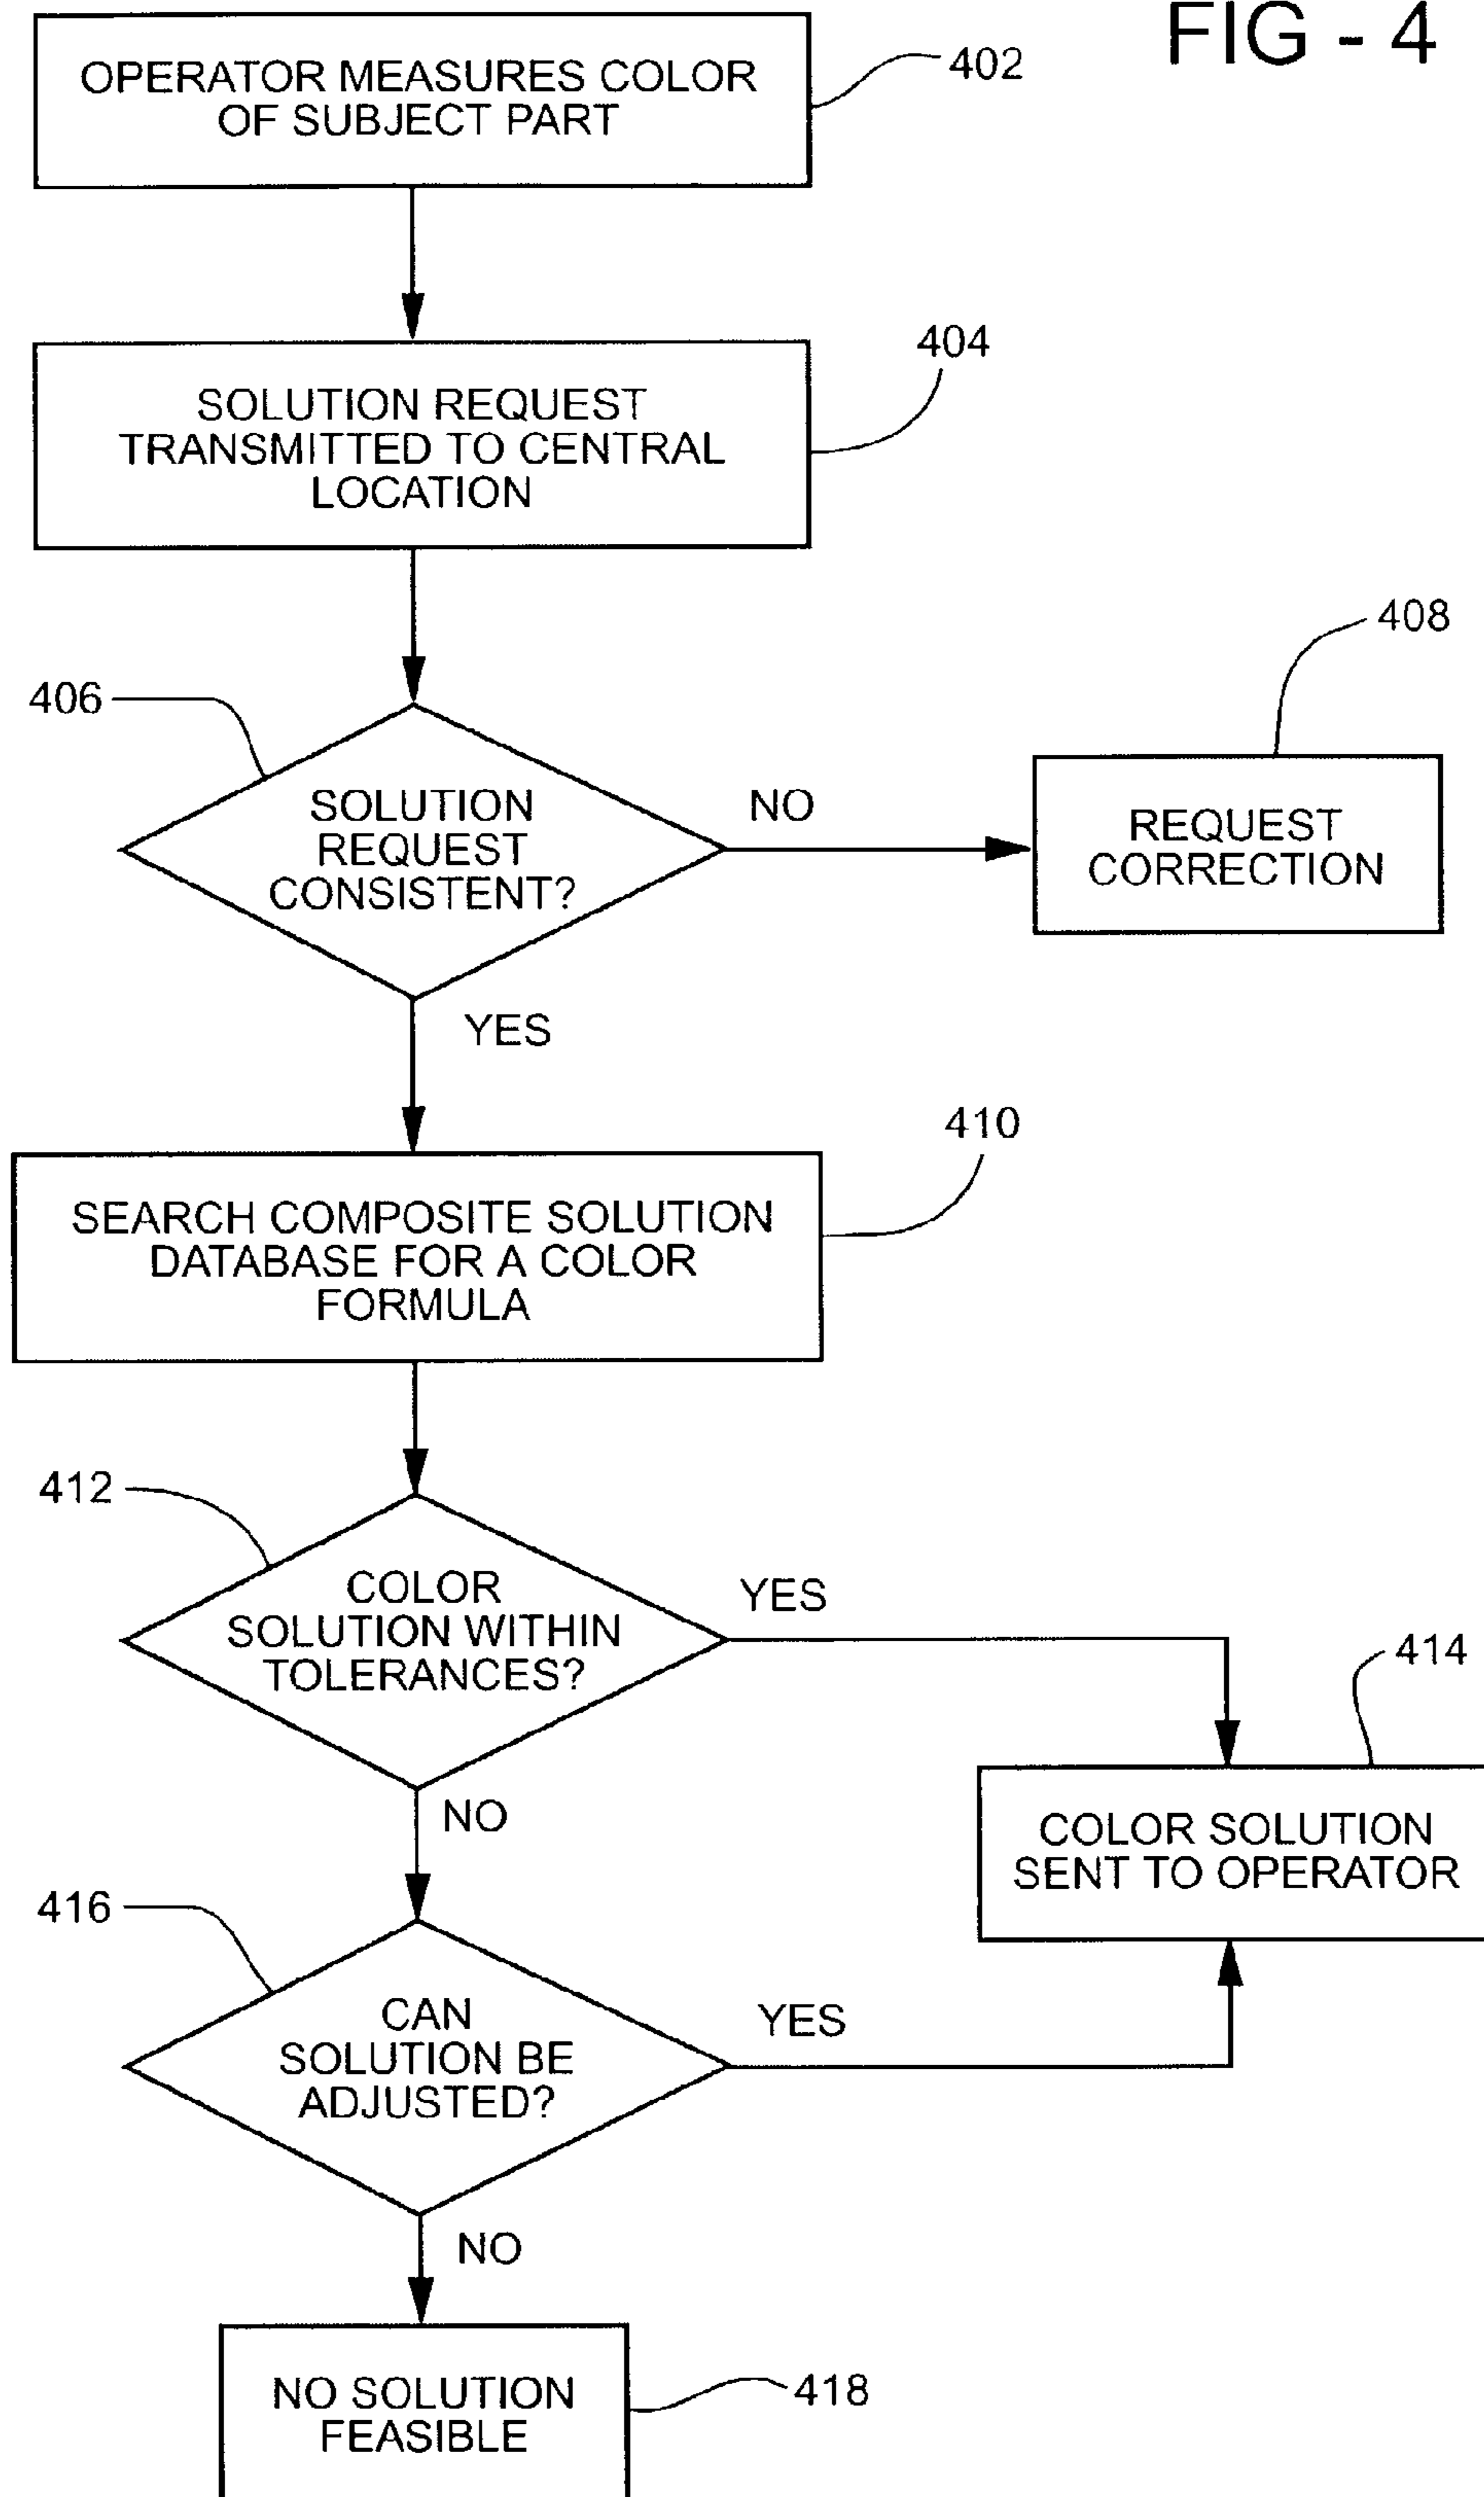 FIG - 4
OPERATOR MEASURES COLOR
OF SUBJECT PART
402
SOLUTION REQUEST
TRANSMITTED TO CENTRAL
LOCATION
404
406
SOLUTION
REQUEST
CONSISTENT?
NO
408
REQUEST
CORRECTION
YES
410
SEARCH COMPOSITE SOLUTION
DATABASE FOR A COLOR
FORMULA
412
COLOR
SOLUTION WITHIN
TOLERANCES?
YES
414
COLOR SOLUTION
SENT TO OPERATOR
NO
416
CAN
SOLUTION BE
ADJUSTED?
YES
NO
NO SOLUTION
FEASIBLE
418